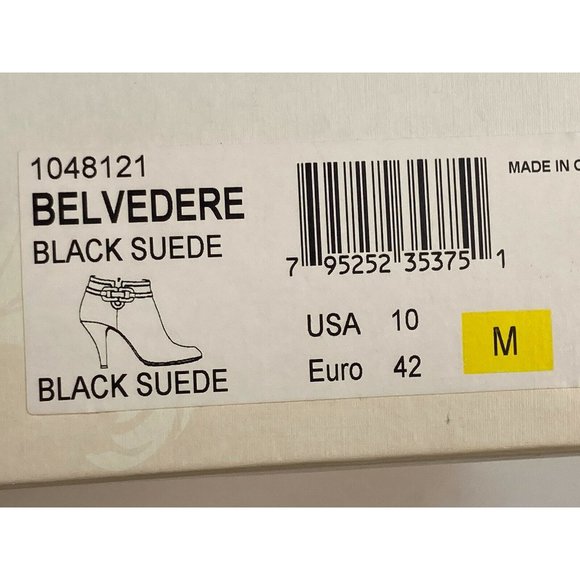 1048121
BELVEDERE
BLACK SUEDE
BLACK SUEDE
7 95252 35375 1
MADE IN C
USA 10
Euro 42
M